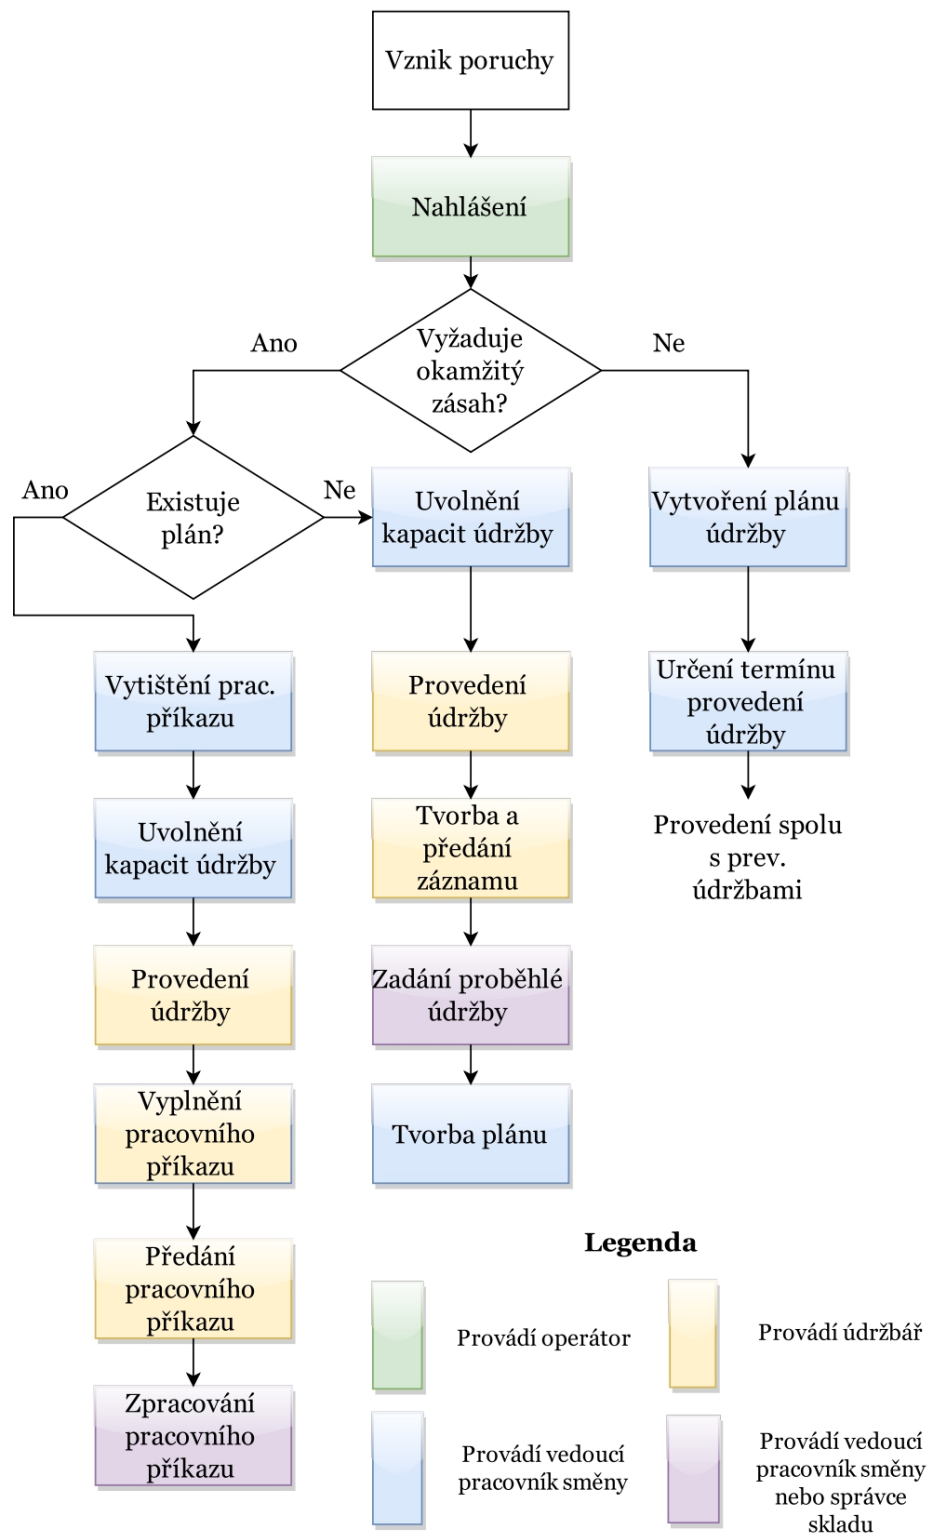 Vznik poruchy
Nahlášení
Vyžaduje
okamžitý
zásah?
Ano
Ne
Existuje
plán?
Ano
Ne
Uvolnění
kapacit údržby
Vytvoření plánu
údržby
Vytištění prac.
příkazu
Provedení
údržby
Určení termínu
provedení
údržby
Uvolnění
kapacit údržby
Tvorba a
předání
záznamu
Provedení spolu
s prev.
údržbami
Provedení
údržby
Zadání proběhlé
údržby
Vyplnění
pracovního
příkazu
Tvorba plánu
Předání
pracovního
příkazu
Zpracování
pracovního
příkazu
Legenda
Provádí operátor
Provádí údržbář
Provádí vedoucí
pracovník směny
Provádí vedoucí
pracovník směny
nebo správce
skladu